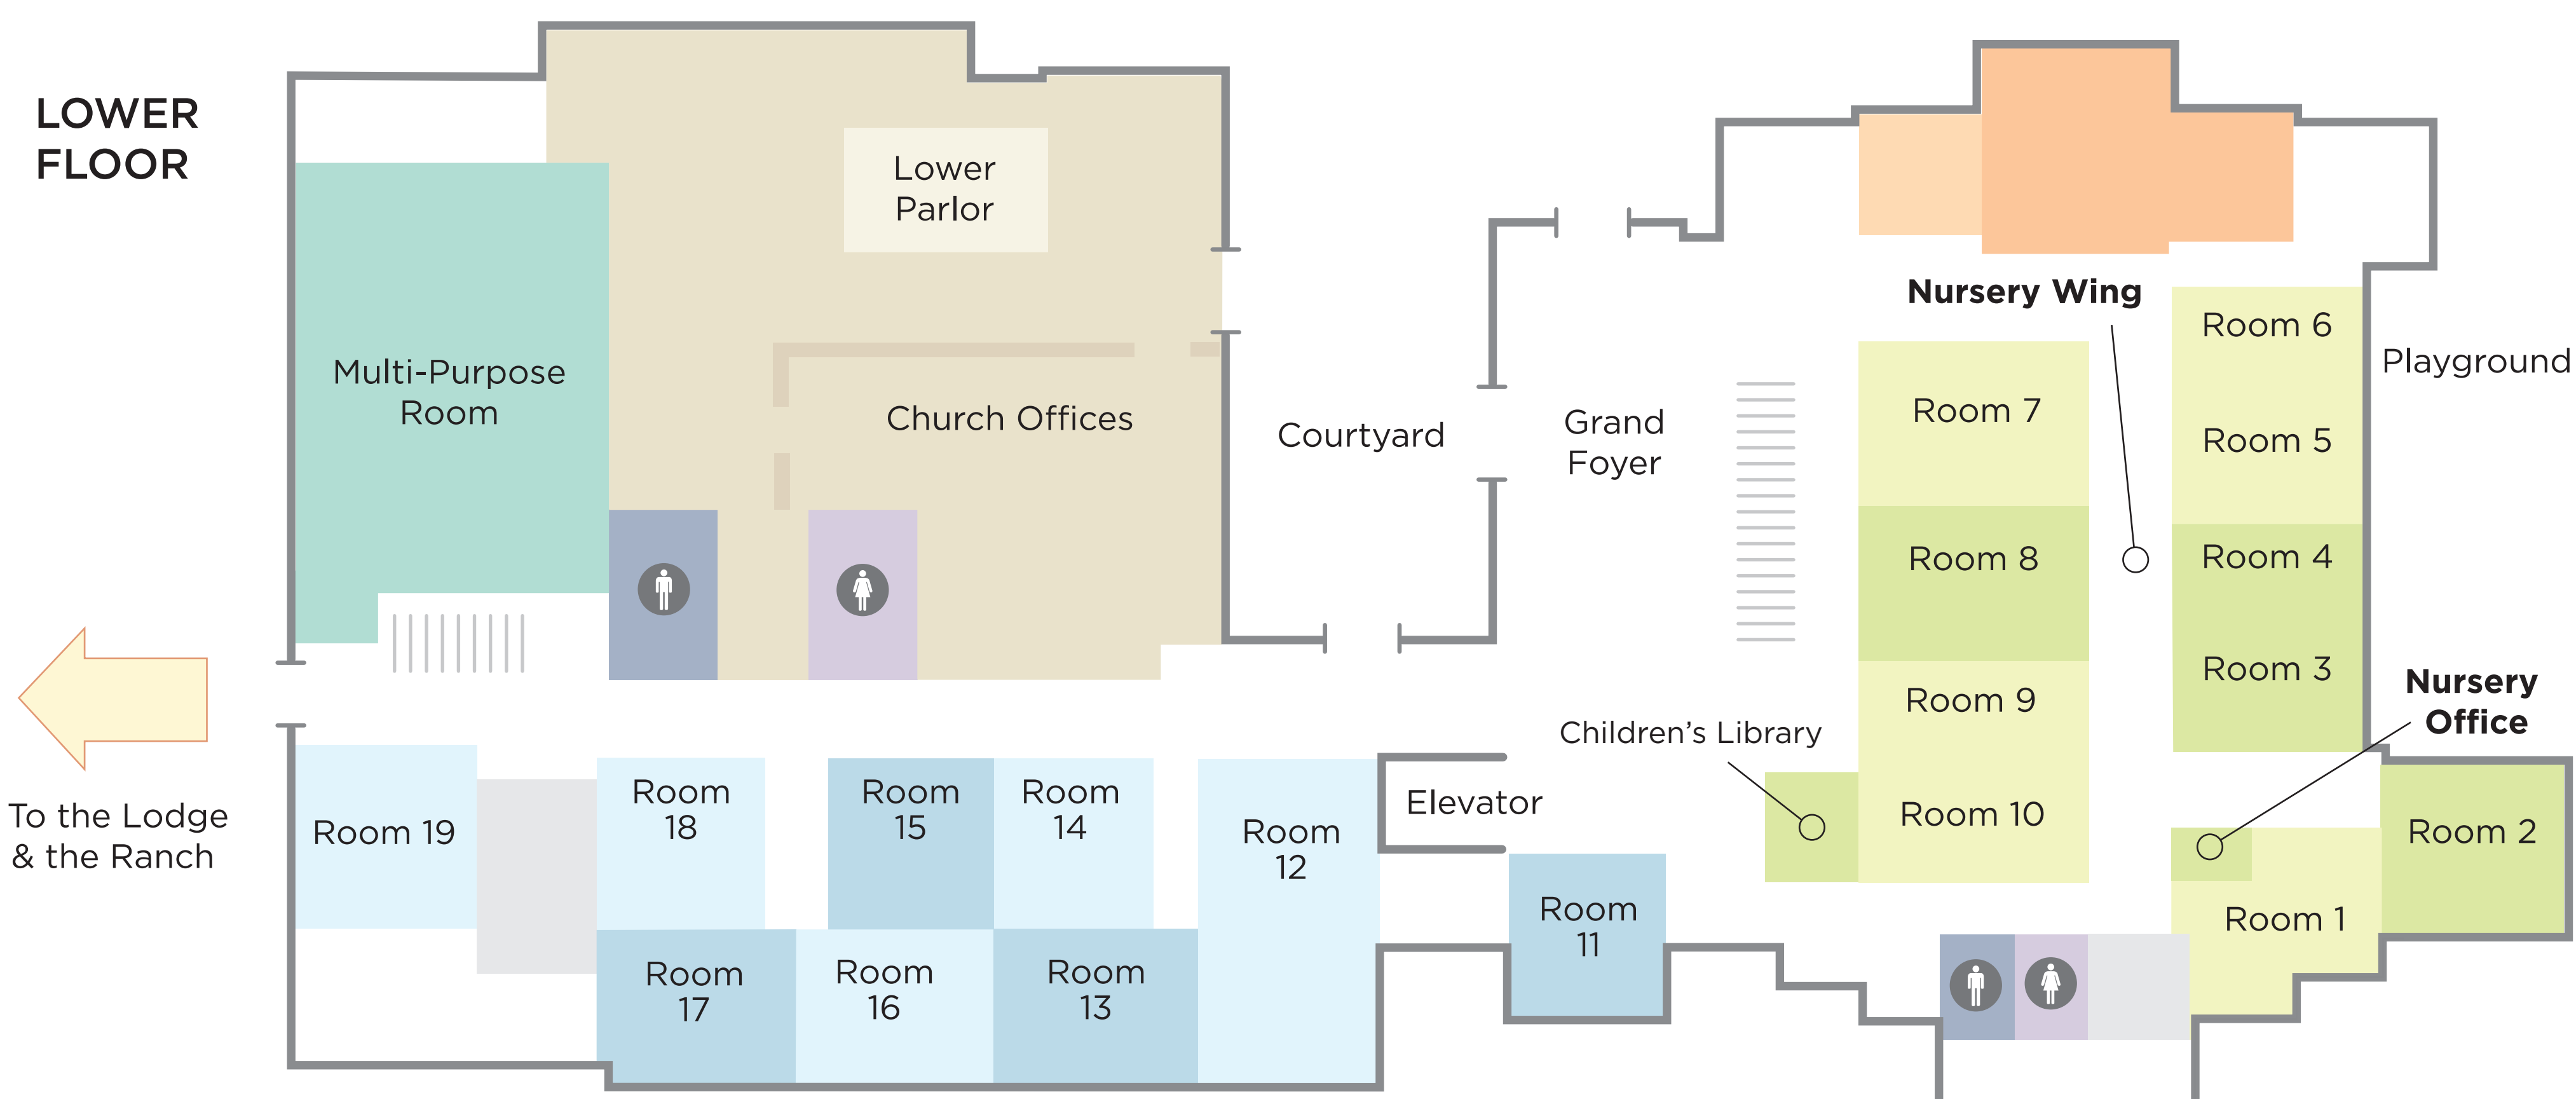 LOWER
FLOOR
Lower
Parlor
Multi-Purpose
Room
Church Offices
Courtyard
Grand
Foyer
Nursery Wing
Room 6
Playground
Room 7
Room 5
Room 8
Room 4
Room 3
Nursery
Office
Room 9
Children's Library
Room 10
Room 2
Room 1
To the Lodge
& the Ranch
Room 19
Room
18
Room
15
Room
14
Room
12
Elevator
Room
11
Room
17
Room
16
Room
13